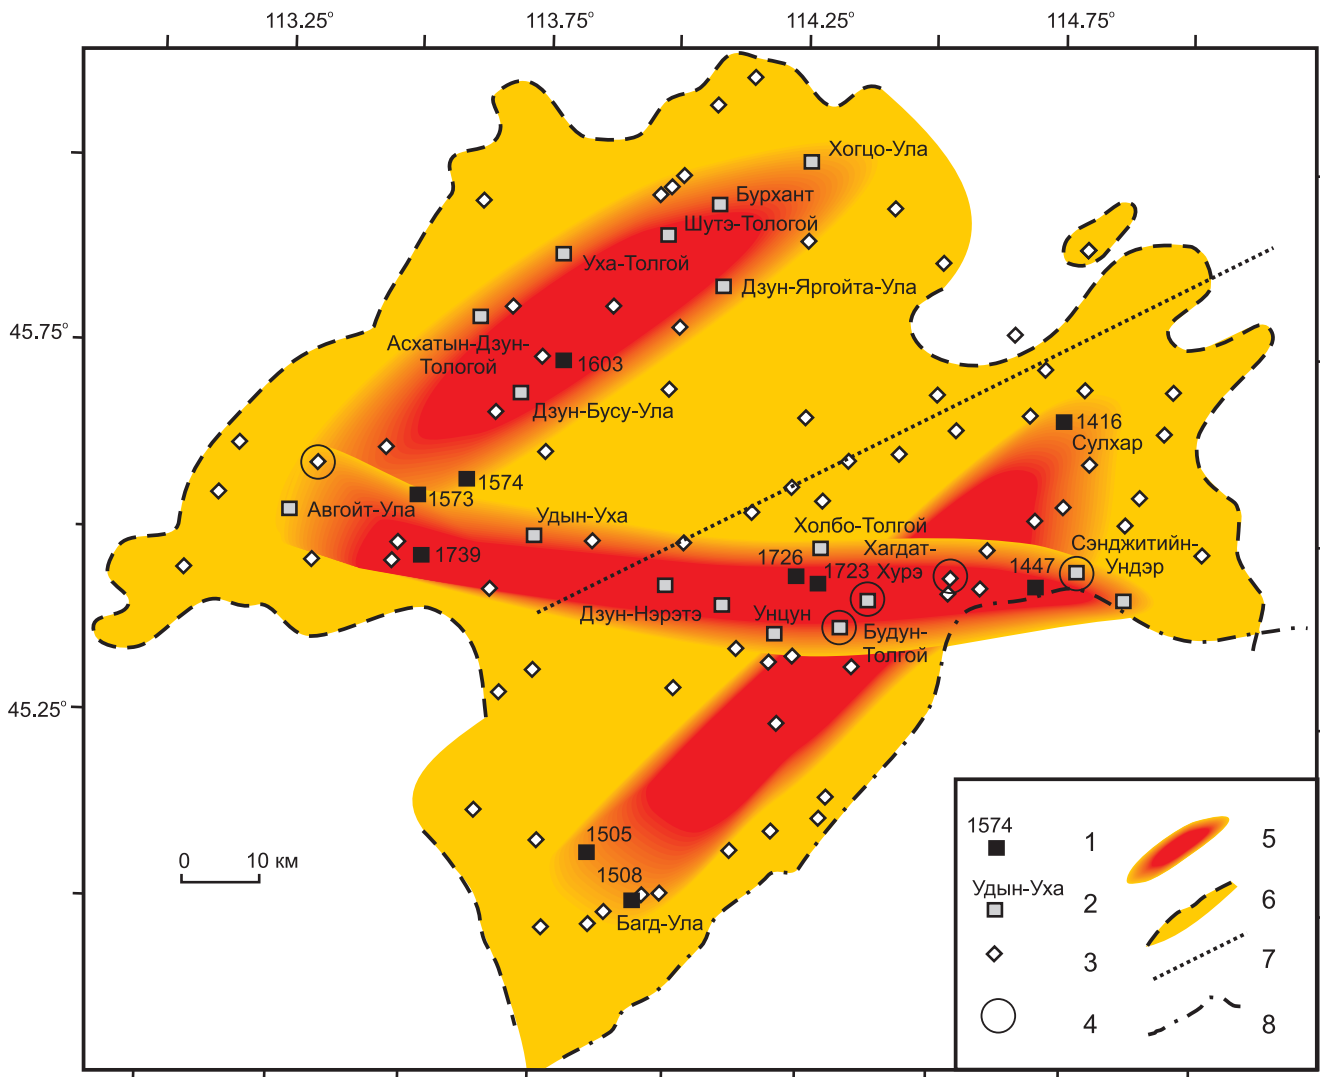 113.25°
113.75°
114.25°
114.75°
Хогцо-Ула
Бурхант
Шутэ-Тологой
Уха-Толгой
Дзун-Яргойта-Ула
45.75°
Асхатын-Дзун-
Тологой
1603
Дзун-Бусу-Ула
1416
Сулхар
1574
1573
Авгойт-Ула
Удын-Уха
Холбо-Толгой
Хагдат-
Хурэ
Сэнджитийн-
Ундэр
1739
1726
1723
1447
Дзун-Нэрэтэ
Унцун
Будун-
Толгой
45.25°
1505
1508
Багд-Ула
0 10 км
1574
1
5
Удын-Уха
2
6
3
7
4
8